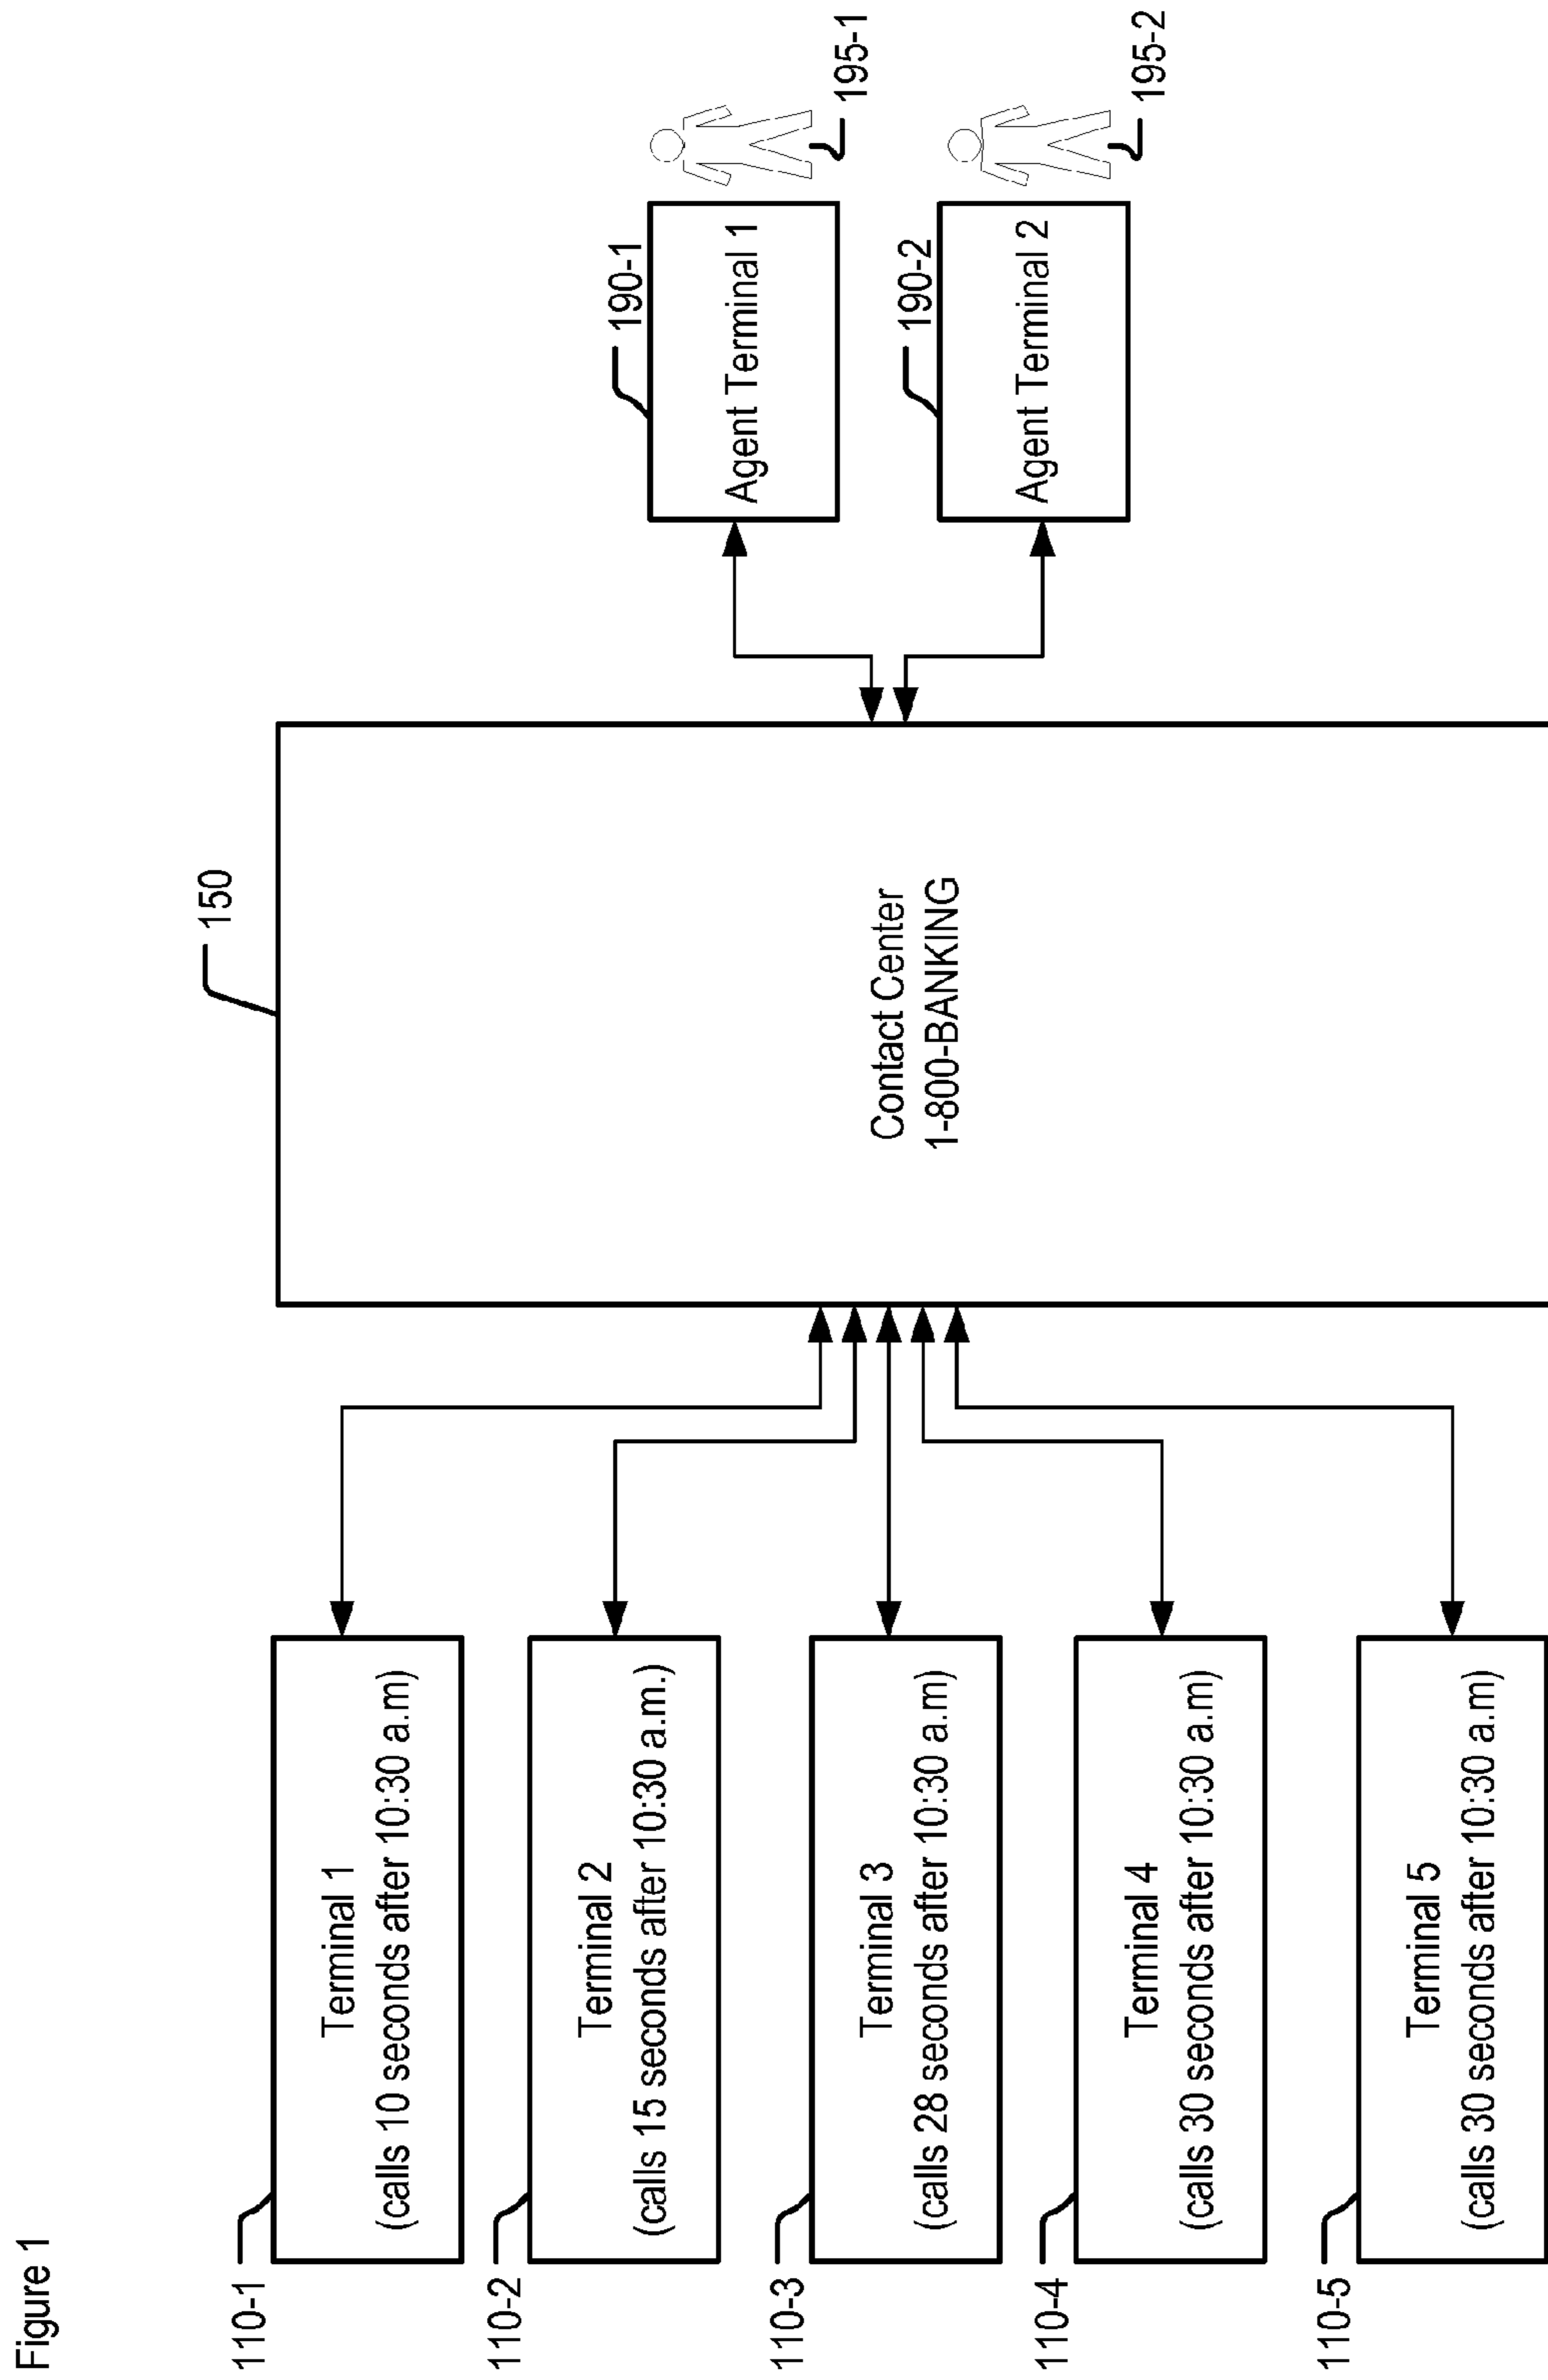 Figure 1
110-1
Terminal 1
(calls 10 seconds after 10:30 a.m)
110-2
Terminal 2
(calls 15 seconds after 10:30 a.m.)
110-3
Terminal 3
(calls 28 seconds after 10:30 a.m)
110-4
Terminal 4
(calls 30 seconds after 10:30 a.m)
110-5
Terminal 5
(calls 30 seconds after 10:30 a.m)
150
Contact Center
1-800-BANKING
190-1
Agent Terminal 1
195-1
190-2
Agent Terminal 2
195-2